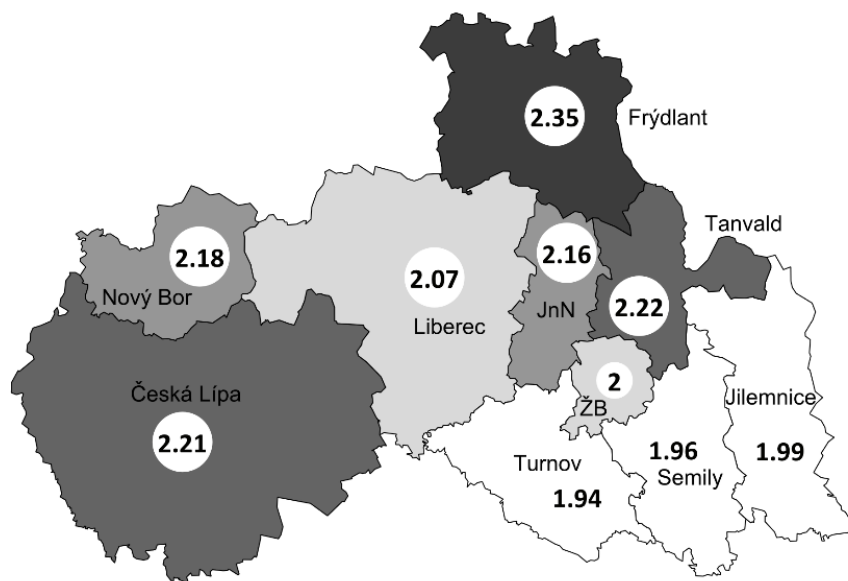 2.35
Frýdlant
Tanvald
2.18
2.16
2.07
Nový Bor
2.22
JnN
Liberec
2
Česká Lípa
ŽB
Jilemnice
2.21
1.96
1.99
Turnov
Semily
1.94